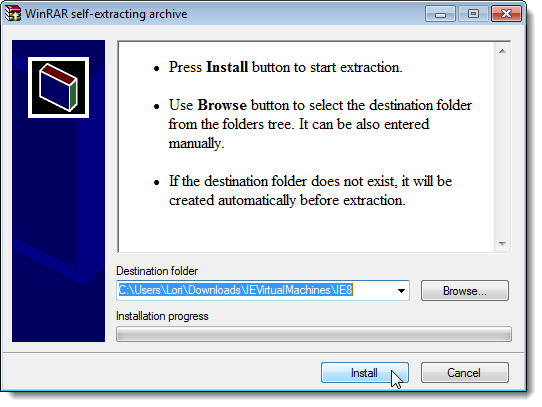 WinRAR self-extracting archive
• Press Install button to start extraction.
• Use Browse button to select the destination folder
from the folders tree. It can be also entered
manually.
• If the destination folder does not exist, it will be
created automatically before extraction.
Destination folder
C:\Users\Lori\Downloads\IEVirtualMachines\IE8
Browse...
Installation progress
Install
Cancel